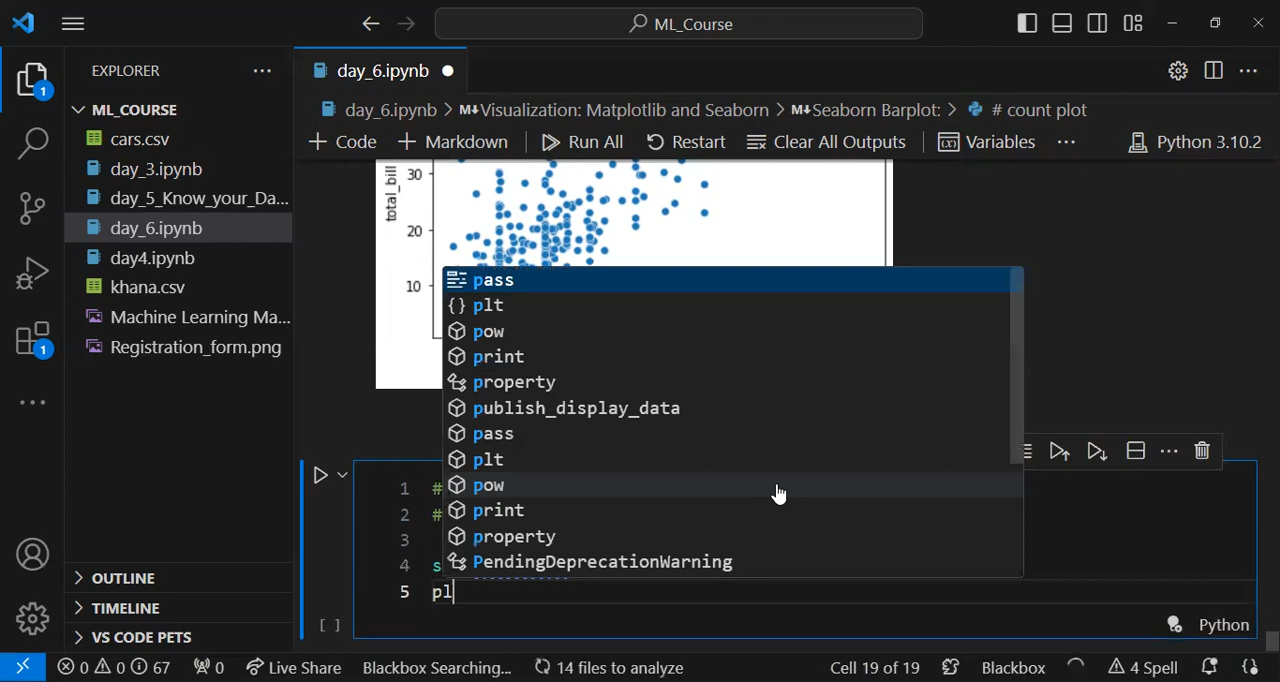 ML_Course
EXPLORER
day_6.ipynb
ML_COURSE
cars.csv
day_3.ipynb
day_5_Know_your_Da...
day_6.ipynb
day4.ipynb
khana.csv
Machine Learning Ma...
Registration_form.png
OUTLINE
TIMELINE
VS CODE PETS
1
1
day_6.ipynb > M↓Visualization: Matplotlib and Seaborn > M↓Seaborn Barplot: > # count plot
+ Code + Markdown Run All Restart Clear All Outputs Variables ... Python 3.10.2
total_bill
30
20
10
pass
plt
pow
print
property
publish_display_data
pass
plt
pow
print
property
PendingDeprecationWarning
1 #
2 #
3
4 s
5 pl
[ ]
Python
0 0 67 0 Live Share Blackbox Searching... 14 files to analyze Cell 19 of 19 Blackbox 4 Spell